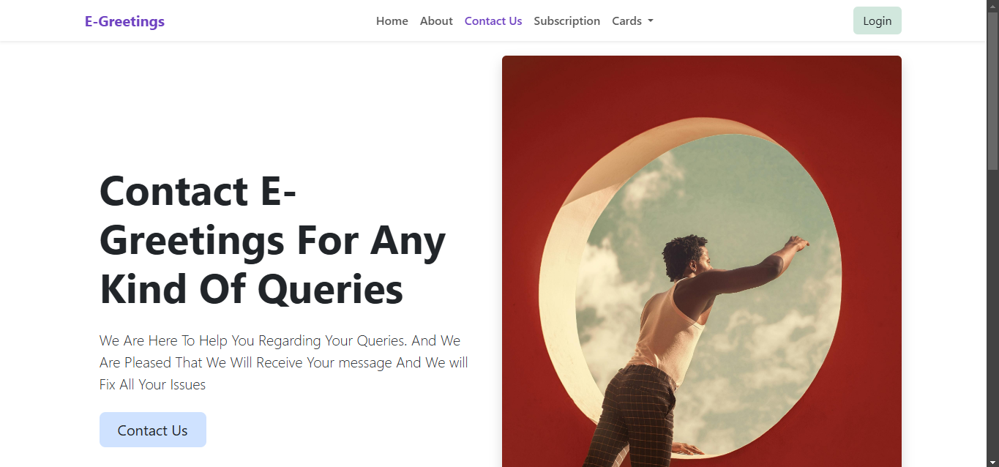 E-Greetings
Home About Contact Us Subscription Cards
Login
Contact E-
Greetings For Any
Kind Of Queries
We Are Here To Help You Regarding Your Queries. And We
Are Pleased That We Will Receive Your message And We will
Fix All Your Issues
Contact Us